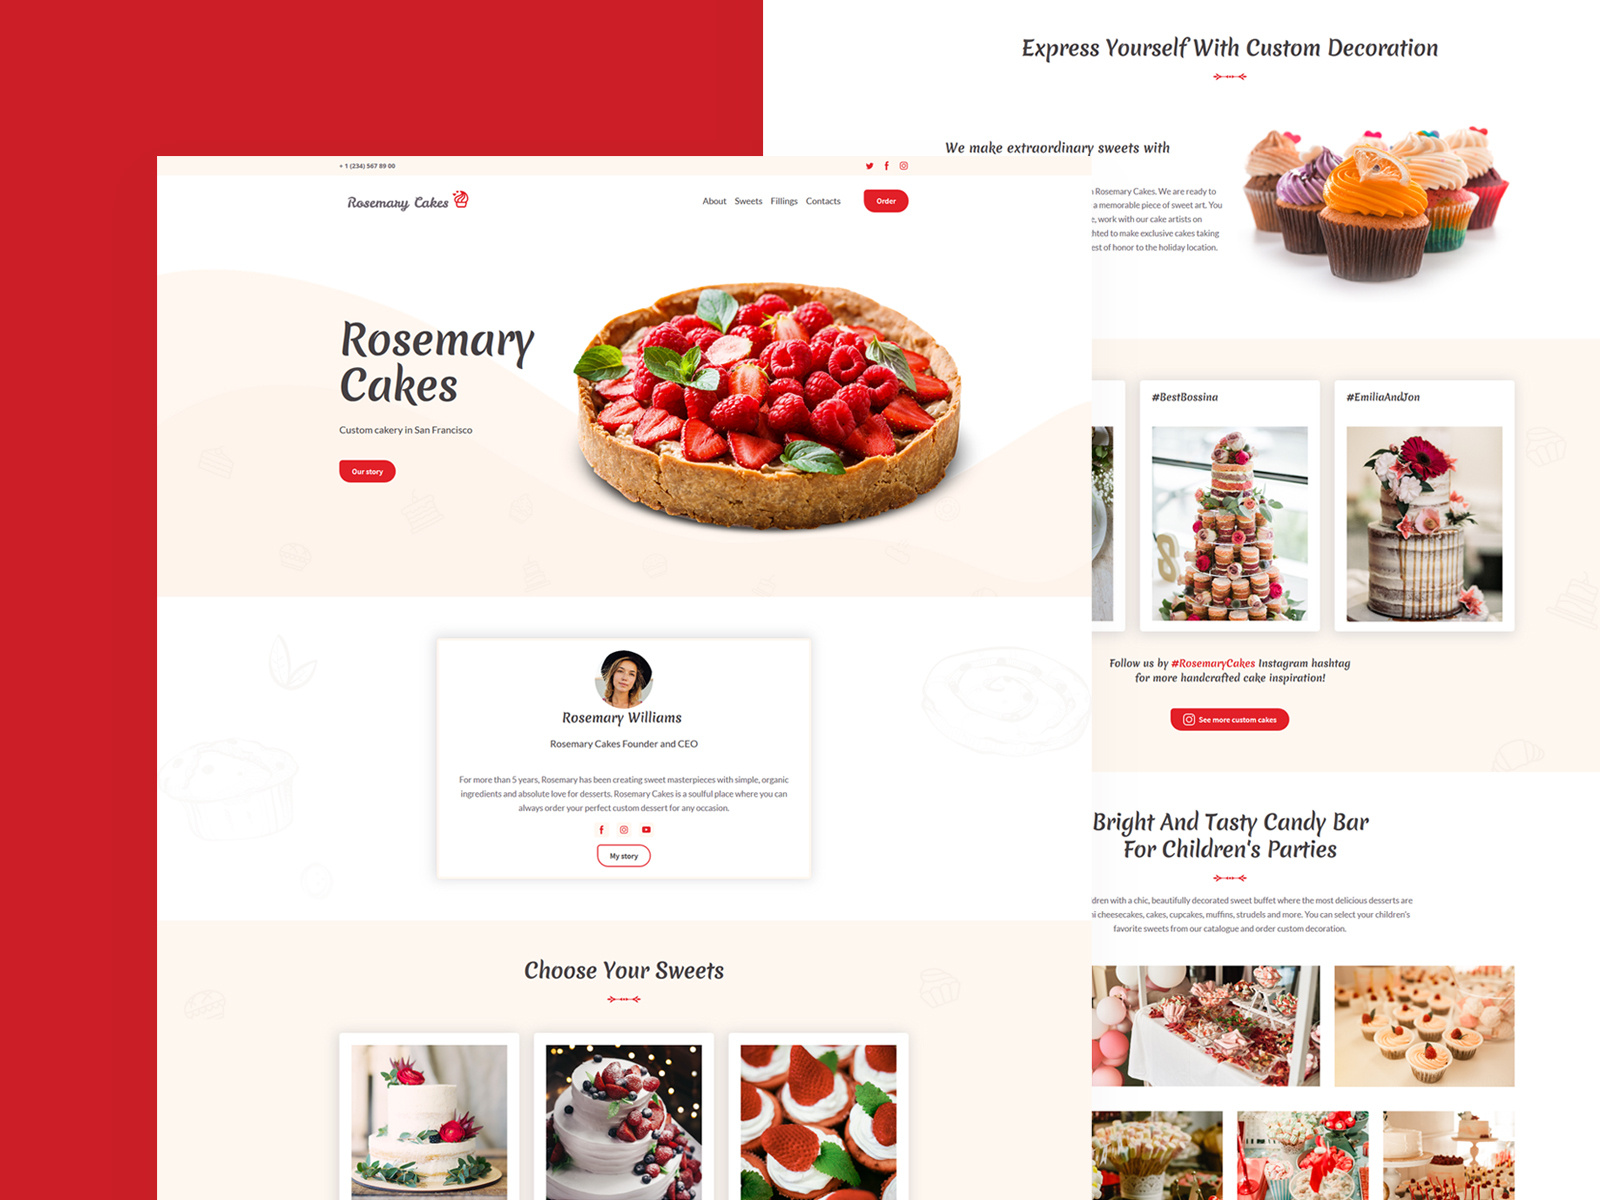 + 1 (234) 567 89 00
Rosemary Cakes
About Sweets Fillings Contacts Order
Rosemary
Cakes
Custom cakery in San Francisco
Our story
Rosemary Williams
Rosemary Cakes Founder and CEO
For more than 5 years, Rosemary has been creating sweet masterpieces with simple, organic
ingredients and absolute love for desserts. Rosemary Cakes is a soulful place where you can
always order your perfect custom dessert for any occasion.
My story
Choose Your Sweets
Express Yourself With Custom Decoration
We make extraordinary sweets with
Rosemary Cakes. We are ready to
a memorable piece of sweet art. You
work with our cake artists on
to make exclusive cakes taking
of honor to the holiday location.
#BestBossina
#EmiliaAndJon
8
Follow us by #RosemaryCakes Instagram hashtag
for more handcrafted cake inspiration!
See more custom cakes
Bright And Tasty Candy Bar
For Children's Parties
dren with a chic, beautifully decorated sweet buffet where the most delicious desserts are
cheesecakes, cakes, cupcakes, muffins, strudels and more. You can select your children's
favorite sweets from our catalogue and order custom decoration.